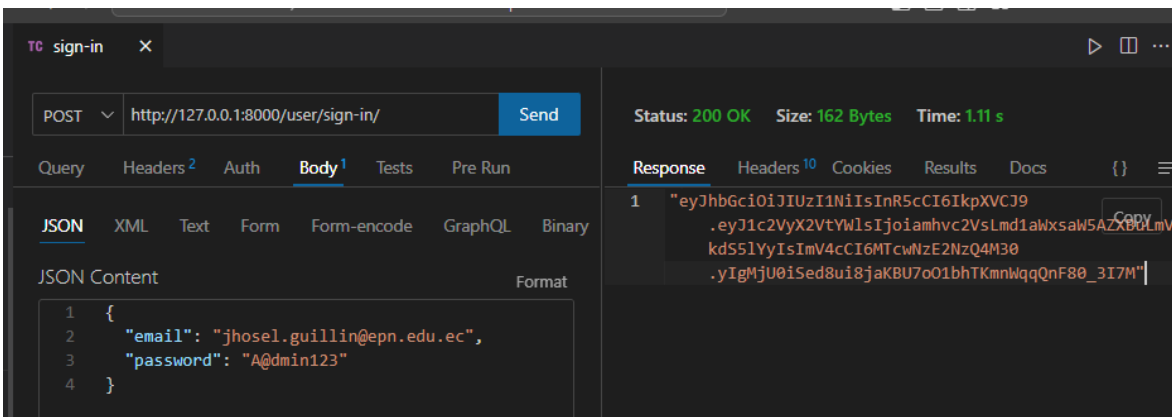 TC sign-in
POST http://127.0.0.1:8000/user/sign-in/ Send
Query Headers 2 Auth Body 1 Tests Pre Run
JSON XML Text Form Form-encode GraphQL Binary
JSON Content Format
1 {
2 "email": "jhosel.guillin@epn.edu.ec",
3 "password": "A@dmin123"
4 }
Status: 200 OK Size: 162 Bytes Time: 1.11 s
Response Headers 10 Cookies Results Docs {}
1 "eyJhbGciOiJIUzI1NiIsInR5cCI6IkpXVCJ9
Copy
kdS5lYyIsImV4cCI6MTcwNzE2NzQ4M30
.yIgMjU0iSed8ui8jaKBU7oO1bhTKmnWqqQnF80_3I7M"